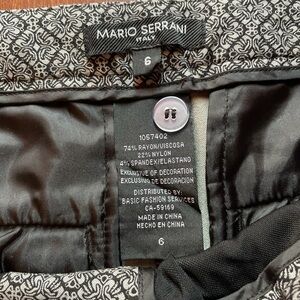 MARIO SERRANI
ITALY
6
1057402
74% RAYON/VISCOSA
22% NYLON
4% SPANDEX/ELASTANO
EXCLUSIVE OF DECORATION
EXCLUSIVO DE DECORACION
DISTRIBUTED BY:
BASIC FASHION SERVICES
CA-59169
MADE IN CHINA
HECHO EN CHINA
6